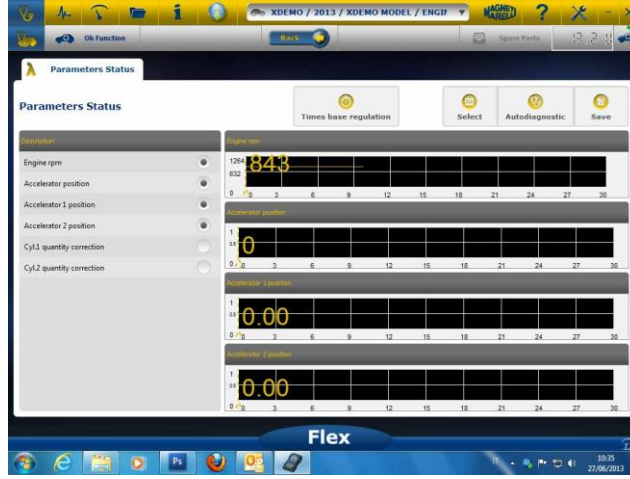 XDEMO / 2013 / XDEMO MODEL / ENGIN
MAGNETI MARELLI
?
Ok Function
Back
Spare Parts
λ Parameters Status
Parameters Status
Times base regulation
Select
Autodiagnostic
Save
Description
Engine rpm
Accelerator position
Accelerator 1 position
Accelerator 2 position
Cyl.1 quantity correction
Cyl.2 quantity correction
Engine rpm
1264
632
0
843
0 3 6 9 12 15 18 21 24 27 30
Accelerator position
1
0.5
0
0
0 3 6 9 12 15 18 21 24 27 30
Accelerator 1 position
1
0.5
0
0.00
0 3 6 9 12 15 18 21 24 27 30
Accelerator 2 position
1
0.5
0
0.00
0 3 6 9 12 15 18 21 24 27 30
Flex
Ps
IT
10:35
27/06/2013